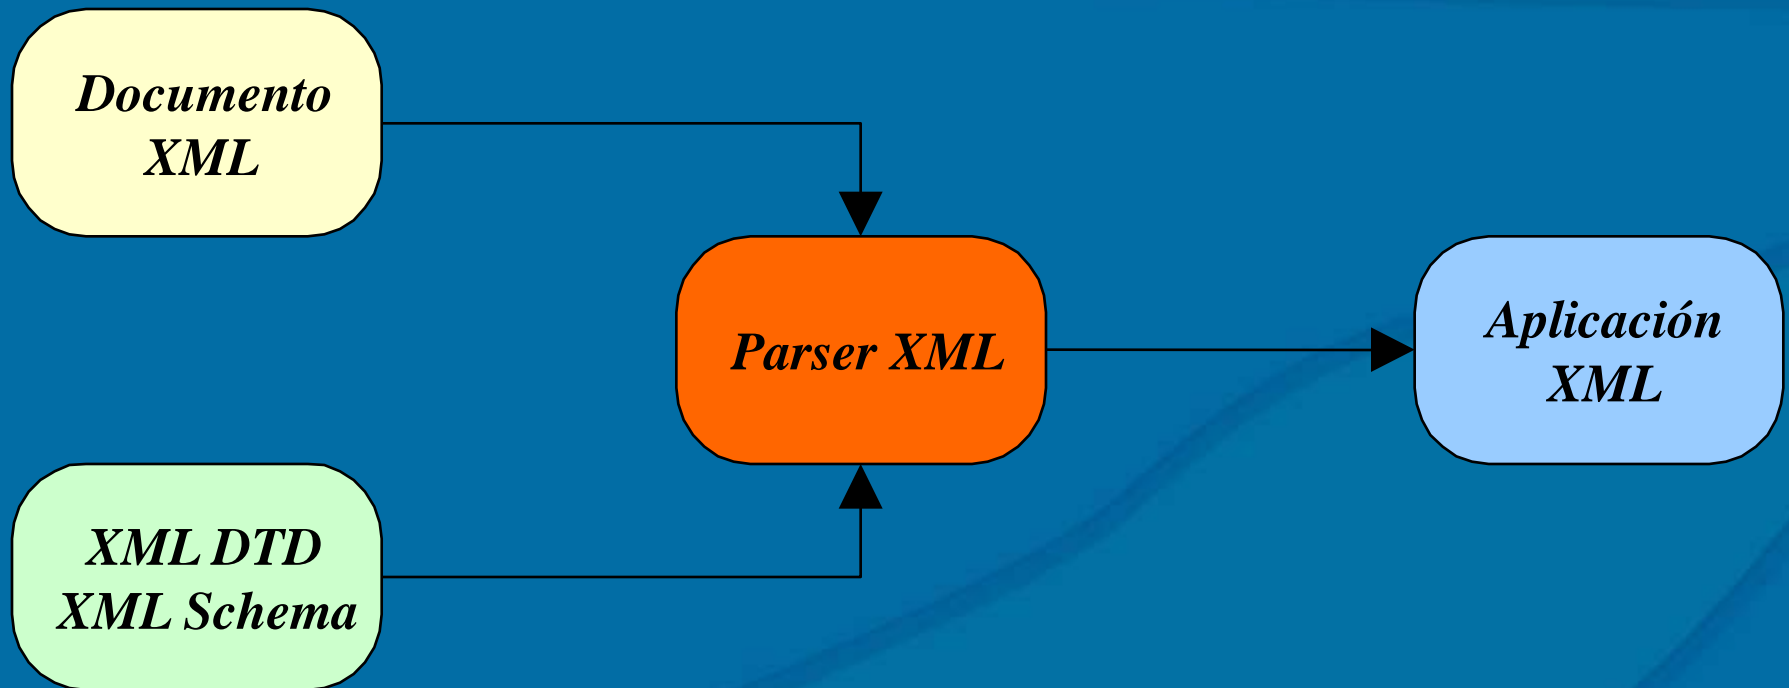 Documento
XML
Parser XML
Aplicación
XML
XML DTD
XML Schema